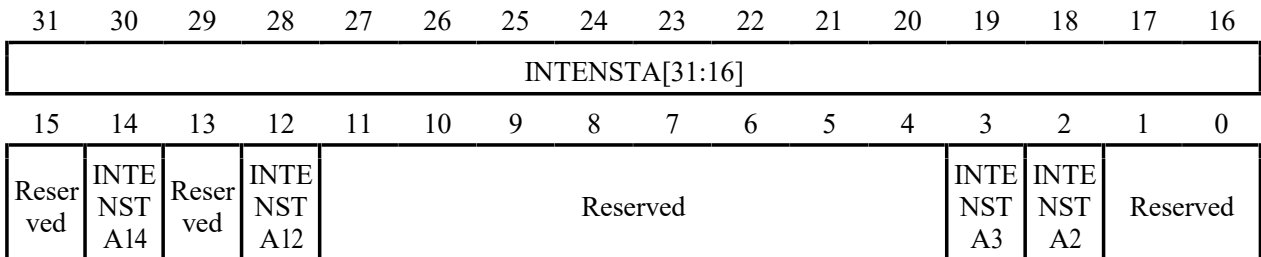 31 30 29 28 27 26 25 24 23 22 21 20 19 18 17 16
INTENSTA[31:16]
15 14 13 12 11 10 9 8 7 6 5 4 3 2 1 0
Reser
ved
INTE
NST
A14
Reser
ved
INTE
NST
A12
Reserved
INTE
NST
A3
INTE
NST
A2
Reserved